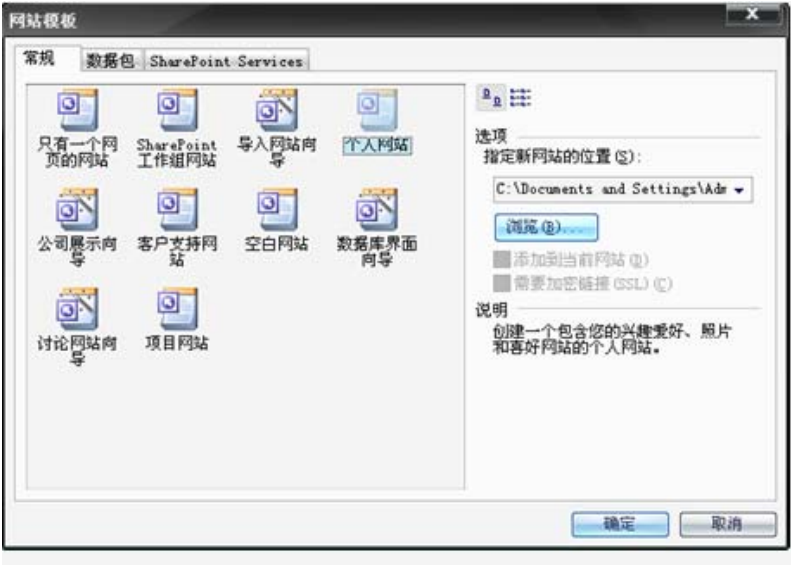 网站模板
常规
数据包
SharePoint Services
只有一个网
页的网站
SharePoint
工作组网站
导入网站向
导
个人网站
公司展示向
导
客户支持网
站
空白网站
数据库界面
向导
讨论网站向
导
项目网站
选项
指定新网站的位置(S):
C:\Documents and Settings\Adm
浏览(B)...
添加到当前网站(D)
需要加密链接(SSL)(C)
说明
创建一个包含您的兴趣爱好、照片
和喜好网站的个人网站。
确定
取消